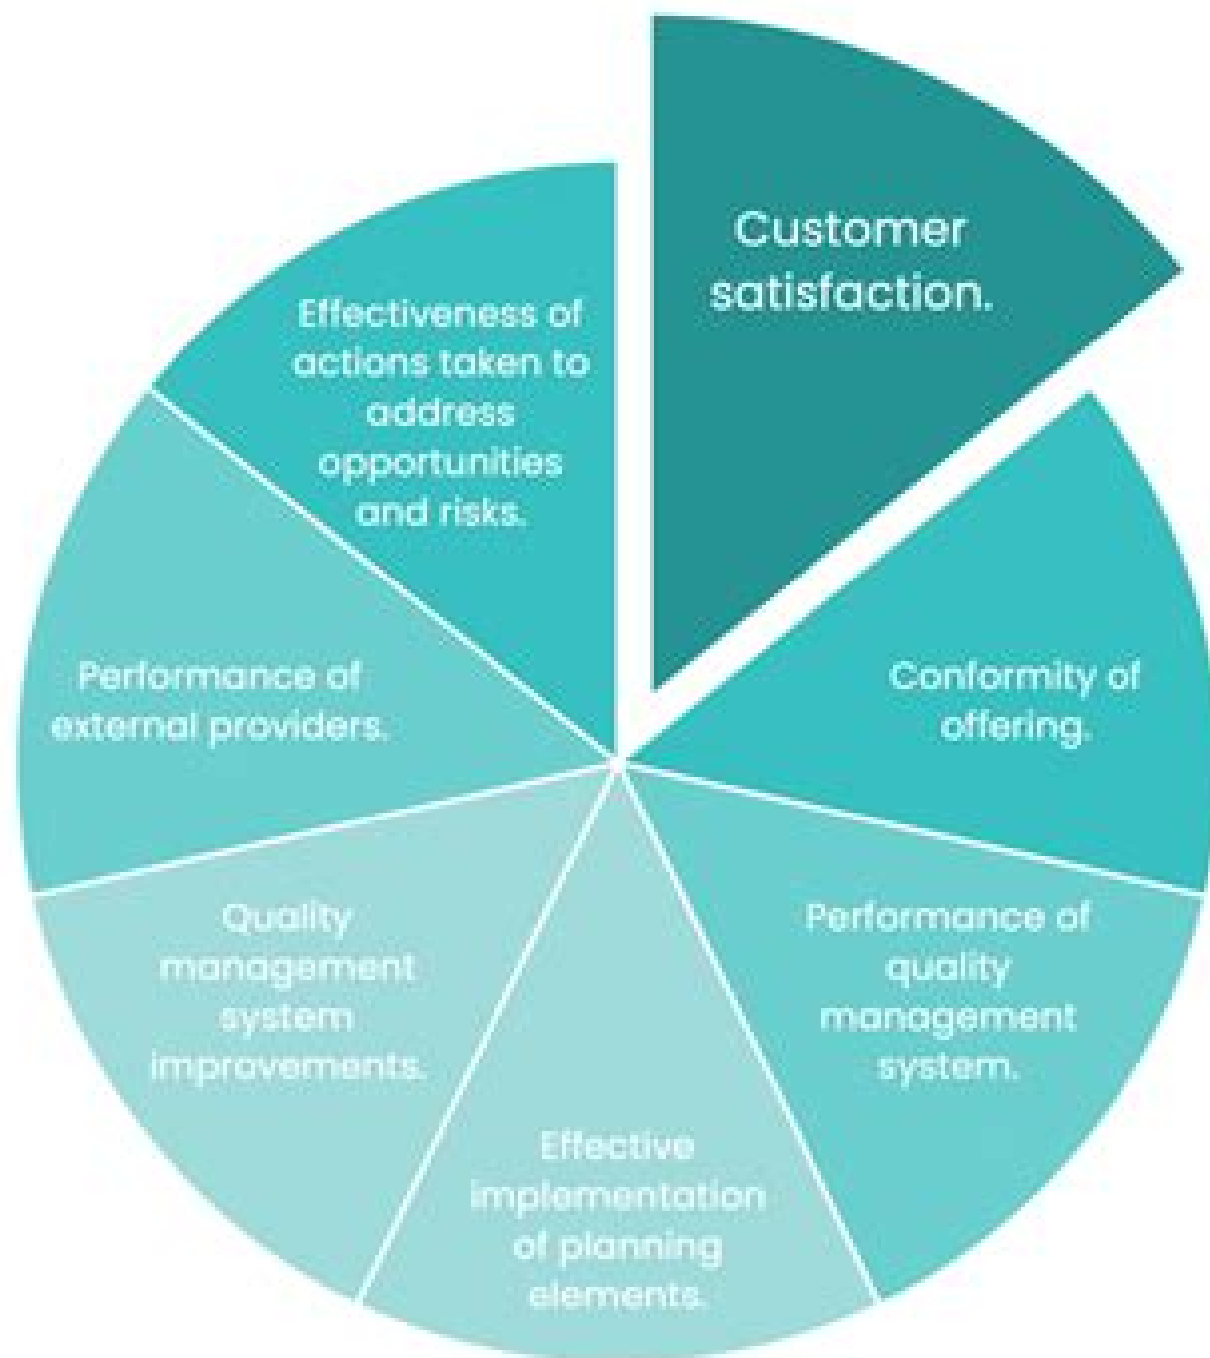 Customer
satisfaction.
Conformity of
offering.
Performance of
quality
management
system.
Effective
implementation
of planning
elements.
Quality
management
system
improvements.
Performance of
external providers.
Effectiveness of
actions taken to
address
opportunities
and risks.